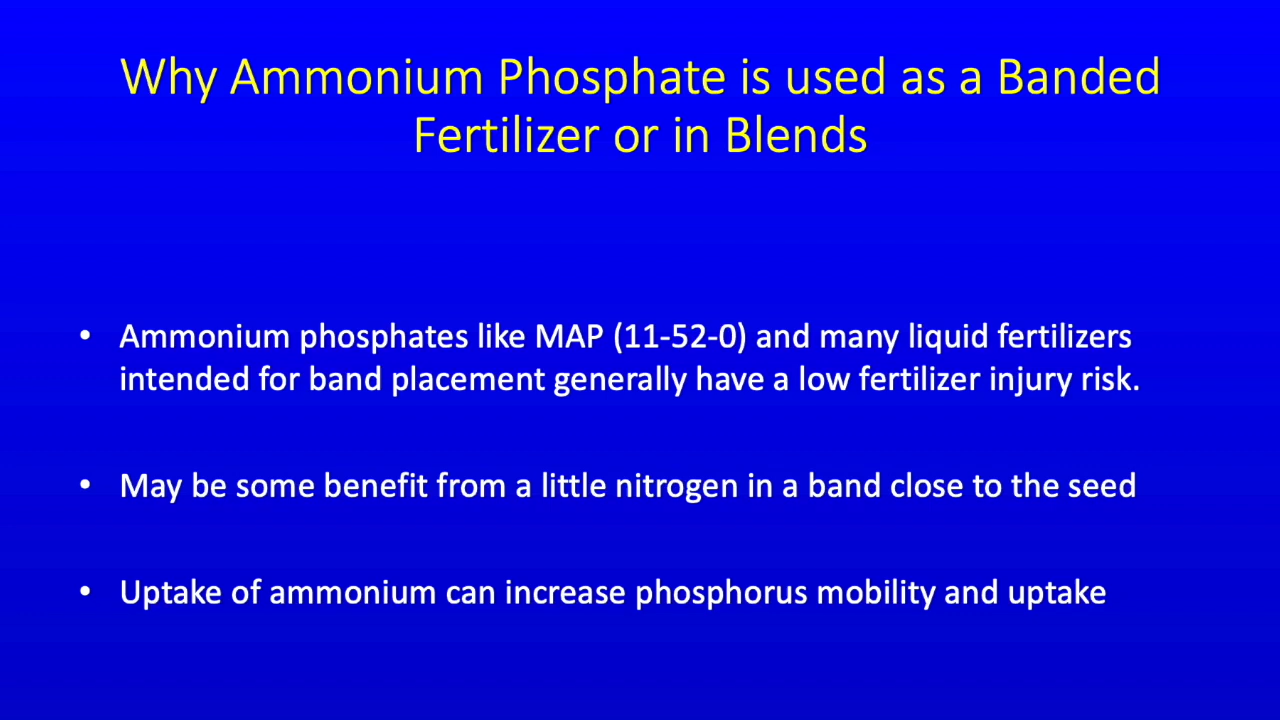 Why Ammonium Phosphate is used as a Banded
Fertilizer or in Blends
• Ammonium phosphates like MAP (11-52-0) and many liquid fertilizers
intended for band placement generally have a low fertilizer injury risk.
• May be some benefit from a little nitrogen in a band close to the seed
• Uptake of ammonium can increase phosphorus mobility and uptake